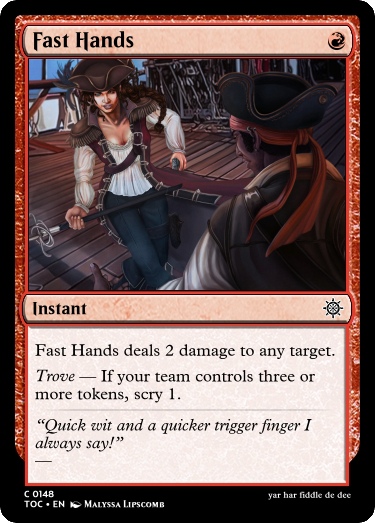 Fast Hands
Instant
Fast Hands deals 2 damage to any target.
Trove — If your team controls three or
more tokens, scry 1.
“Quick wit and a quicker trigger finger I
always say!”
—
C 0148
TOC • EN Malyssa Lipscomb
yar har fiddle de dee